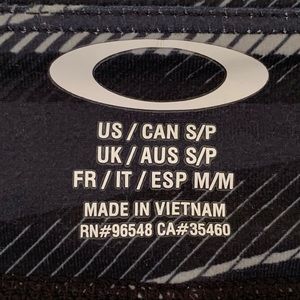 US / CAN S/P
UK / AUS S/P
FR / IT / ESP M/M
MADE IN VIETNAM
RN#96548 CA#35460